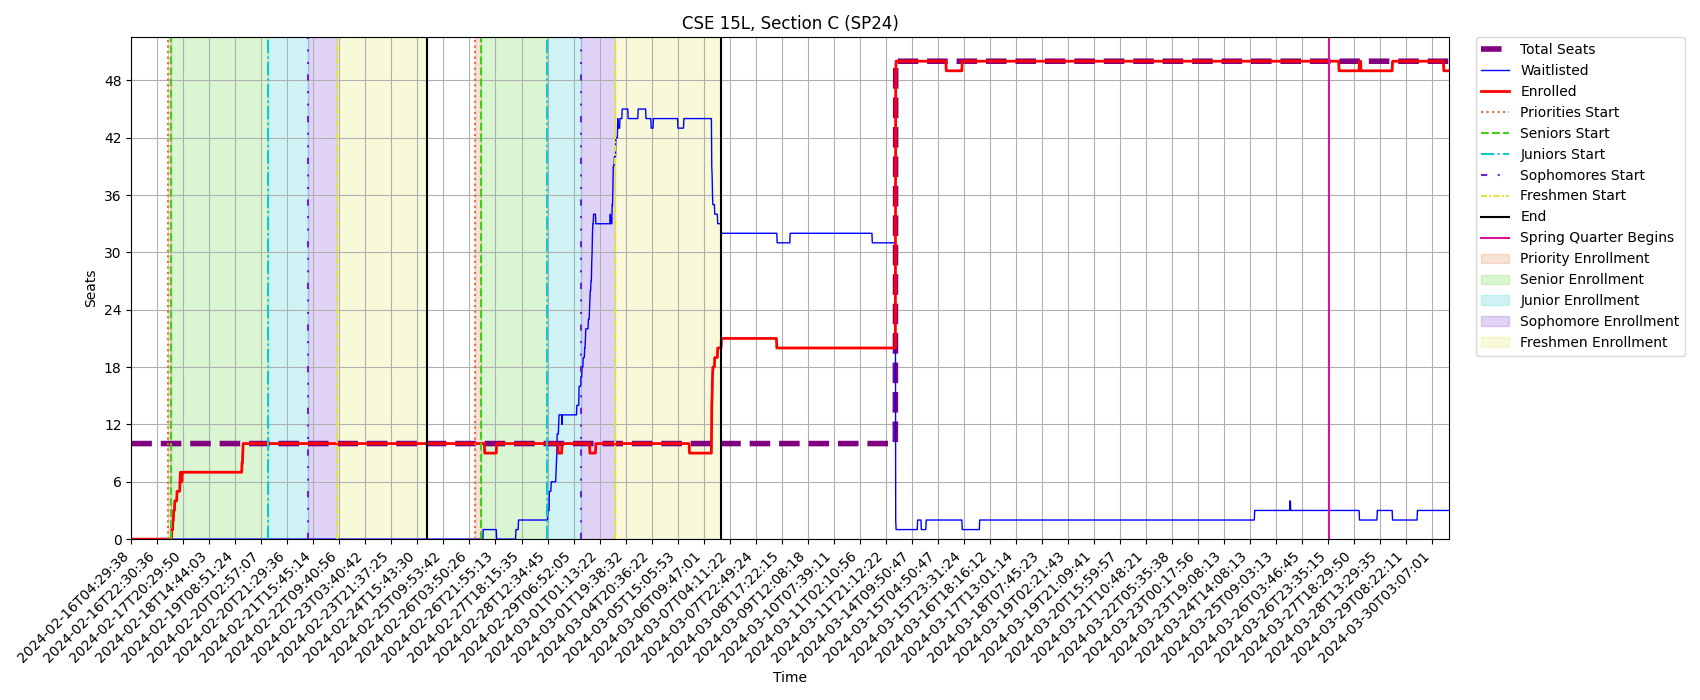 CSE 15L, Section C (SP24)
Seats
48
42
36
30
24
18
12
6
0
2024-02-16T04:29:38
2024-02-16T22:30:36
2024-02-17T20:29:50
2024-02-18T14:44:03
2024-02-19T08:51:24
2024-02-20T02:57:07
2024-02-20T21:29:36
2024-02-21T15:45:14
2024-02-22T09:40:56
2024-02-23T03:40:42
2024-02-23T21:37:25
2024-02-24T15:43:30
2024-02-25T09:53:42
2024-02-26T03:50:26
2024-02-26T21:55:13
2024-02-27T18:15:35
2024-02-28T12:34:45
2024-02-29T06:52:05
2024-03-01T01:13:22
2024-03-01T19:38:32
2024-03-04T20:36:22
2024-03-05T15:05:53
2024-03-06T09:47:01
2024-03-07T04:11:22
2024-03-07T22:49:24
2024-03-08T17:22:15
2024-03-09T12:08:18
2024-03-10T07:39:11
2024-03-11T02:10:56
2024-03-11T21:12:22
2024-03-14T09:50:47
2024-03-15T04:50:47
2024-03-15T23:31:24
2024-03-16T18:16:12
2024-03-17T13:01:14
2024-03-18T07:45:23
2024-03-19T02:21:43
2024-03-19T21:09:41
2024-03-20T15:59:57
2024-03-21T10:48:21
2024-03-22T05:35:38
2024-03-23T00:17:56
2024-03-23T19:08:13
2024-03-24T14:08:13
2024-03-25T09:03:13
2024-03-26T03:46:45
2024-03-26T23:35:15
2024-03-27T18:29:50
2024-03-28T13:29:35
2024-03-29T08:22:11
2024-03-30T03:07:01
Time
Total Seats
Waitlisted
Enrolled
Priorities Start
Seniors Start
Juniors Start
Sophomores Start
Freshmen Start
End
Spring Quarter Begins
Priority Enrollment
Senior Enrollment
Junior Enrollment
Sophomore Enrollment
Freshmen Enrollment